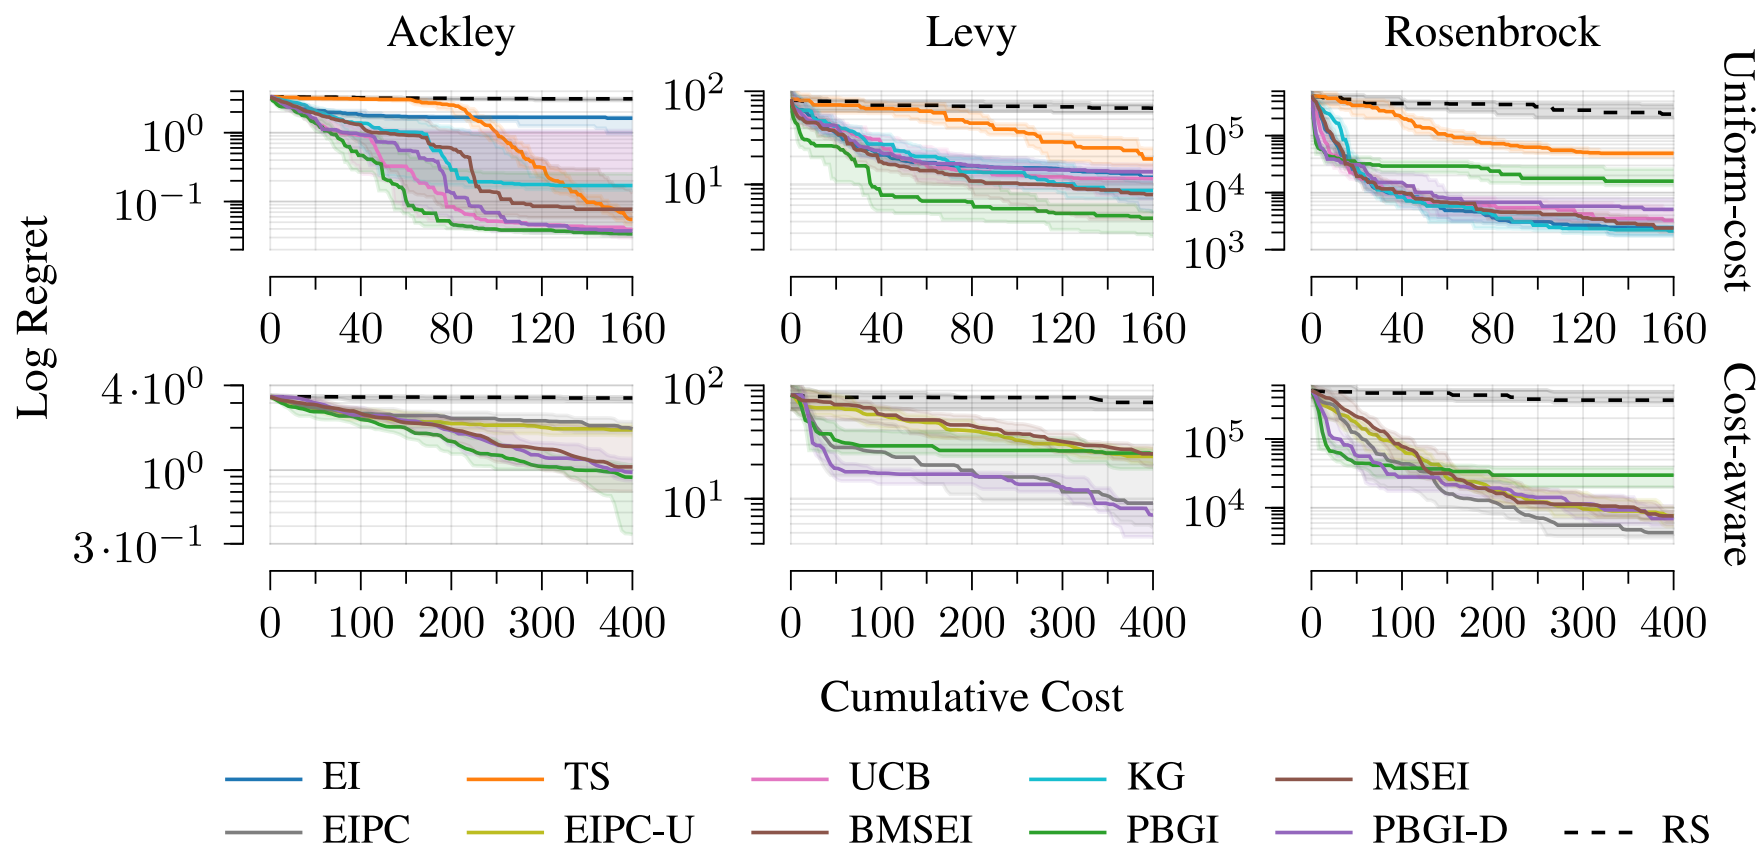 Ackley Levy Rosenbrock
Log Regret
Uniform-cost
Cost-aware
10^0
10^{-1}
0 40 80 120 160
10^2
10^1
0 40 80 120 160
10^5
10^4
10^3
0 40 80 120 160
4·10^0
10^0
3·10^{-1}
0 100 200 300 400
10^2
10^1
0 100 200 300 400
10^5
10^4
0 100 200 300 400
Cumulative Cost
EI TS UCB KG MSEI
EIPC EIPC-U BMSEI PBGI PBGI-D RS